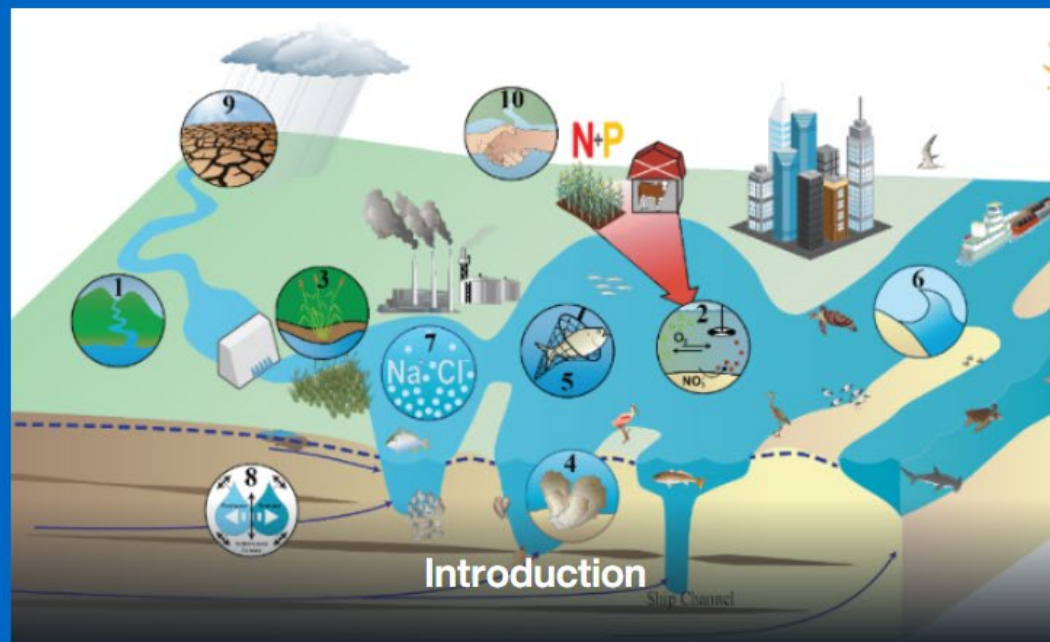 9
10
N+P
1
3
7
Na⁺ Cl⁻
5
2
O₂
NO₃⁻
6
8
4
Introduction
Ship Channel